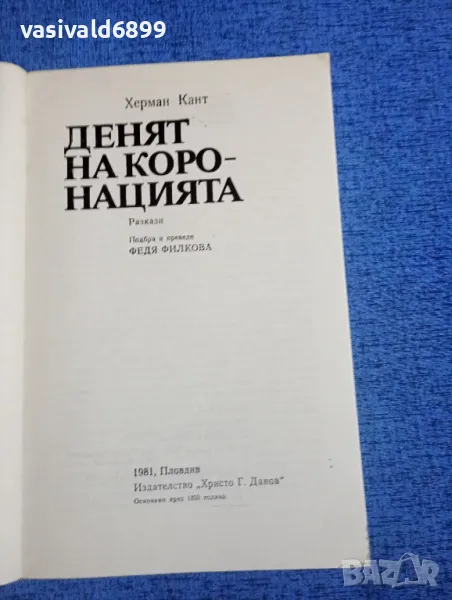 vasivald6899
Херман Кант
ДЕНЯТ
НА КОРО-
НАЦИЯТА
Разкази
Подбра и преведе
ФЕДЯ ФИЛКОВА
1981, Пловдив
Издателство „Христо Г. Данов"
Основано през 1855 година
BAZAR